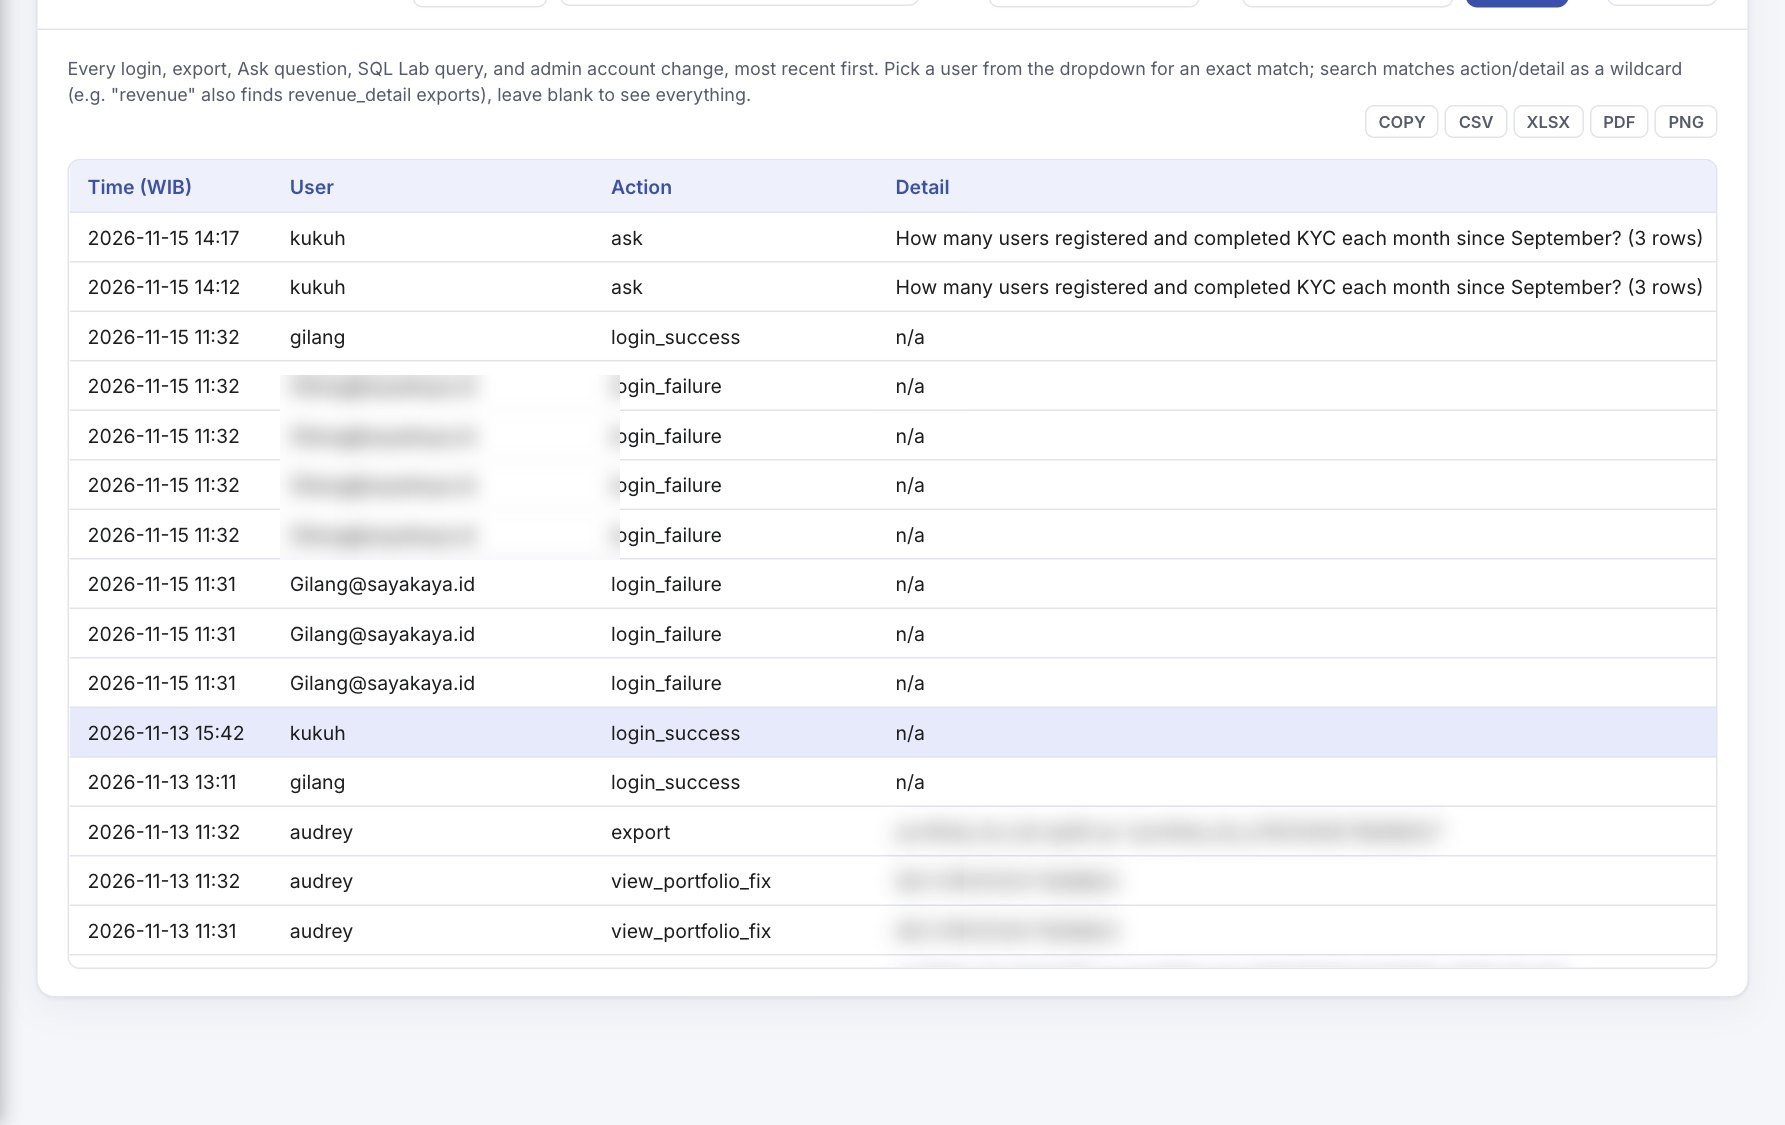 Every login, export, Ask question, SQL Lab query, and admin account change, most recent first. Pick a user from the dropdown for an exact match; search matches action/detail as a wildcard
(e.g. "revenue" also finds revenue_detail exports), leave blank to see everything.
COPY CSV XLSX PDF PNG
Time (WIB) User Action Detail
2026-11-15 14:17 kukuh ask How many users registered and completed KYC each month since September? (3 rows)
2026-11-15 14:12 kukuh ask How many users registered and completed KYC each month since September? (3 rows)
2026-11-15 11:32 gilang login_success n/a
2026-11-15 11:32 login_failure n/a
2026-11-15 11:32 login_failure n/a
2026-11-15 11:32 login_failure n/a
2026-11-15 11:32 login_failure n/a
2026-11-15 11:31 Gilang@sayakaya.id login_failure n/a
2026-11-15 11:31 Gilang@sayakaya.id login_failure n/a
2026-11-15 11:31 Gilang@sayakaya.id login_failure n/a
2026-11-13 15:42 kukuh login_success n/a
2026-11-13 13:11 gilang login_success n/a
2026-11-13 11:32 audrey export
2026-11-13 11:32 audrey view_portfolio_fix
2026-11-13 11:31 audrey view_portfolio_fix